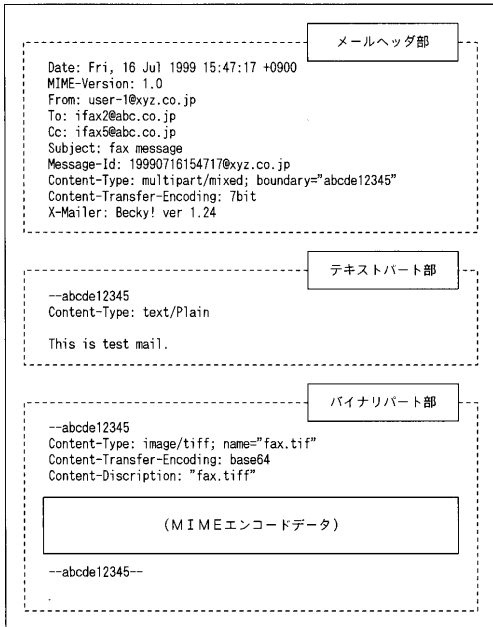 メールヘッダ部
Date: Fri, 16 Jul 1999 15:47:17 +0900
MIME-Version: 1.0
From: user-1@xyz.co.jp
To: ifax2@abc.co.jp
Cc: ifax5@abc.co.jp
Subject: fax message
Message-Id: 19990716154717@xyz.co.jp
Content-Type: multipart/mixed; boundary="abcde12345"
Content-Transfer-Encoding: 7bit
X-Mailer: Becky! ver 1.24
テキストパート部
--abcde12345
Content-Type: text/Plain
This is test mail.
バイナリパート部
--abcde12345
Content-Type: image/tiff; name="fax.tif"
Content-Transfer-Encoding: base64
Content-Discription: "fax.tiff"
(MIMEエンコードデータ)
--abcde12345--
.